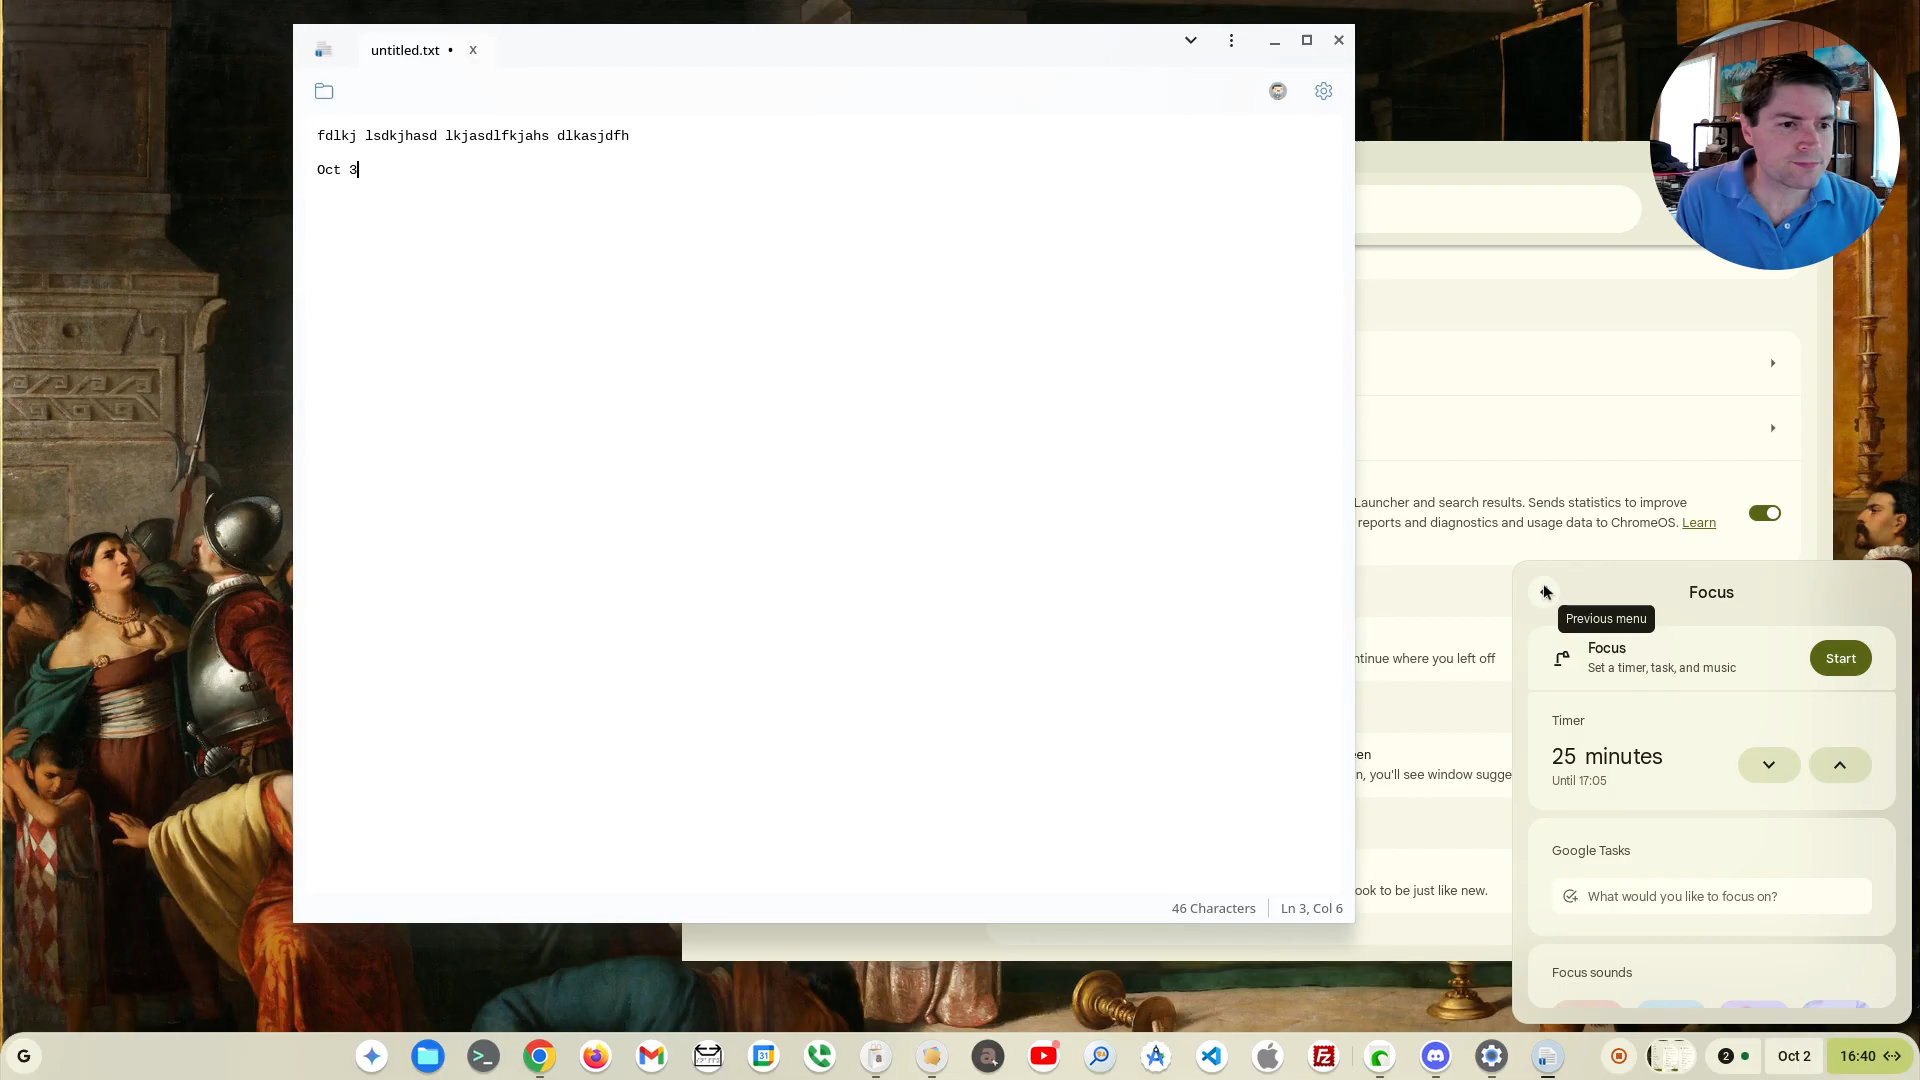 untitled.txt • x
fdlkj lsdkjhasd lkjasdlfkjahs dlkasjdfh
Oct 3
46 Characters
Ln 3, Col 6
Launcher and search results. Sends statistics to improve
reports and diagnostics and usage data to ChromeOS. Learn
ntinue where you left off
een
n, you'll see window sugge
ook to be just like new.
Focus
Previous menu
Focus
Set a timer, task, and music
Start
Timer
25 minutes
Until 17:05
Google Tasks
What would you like to focus on?
Focus sounds
G
31
a
2
Oct 2
16:40